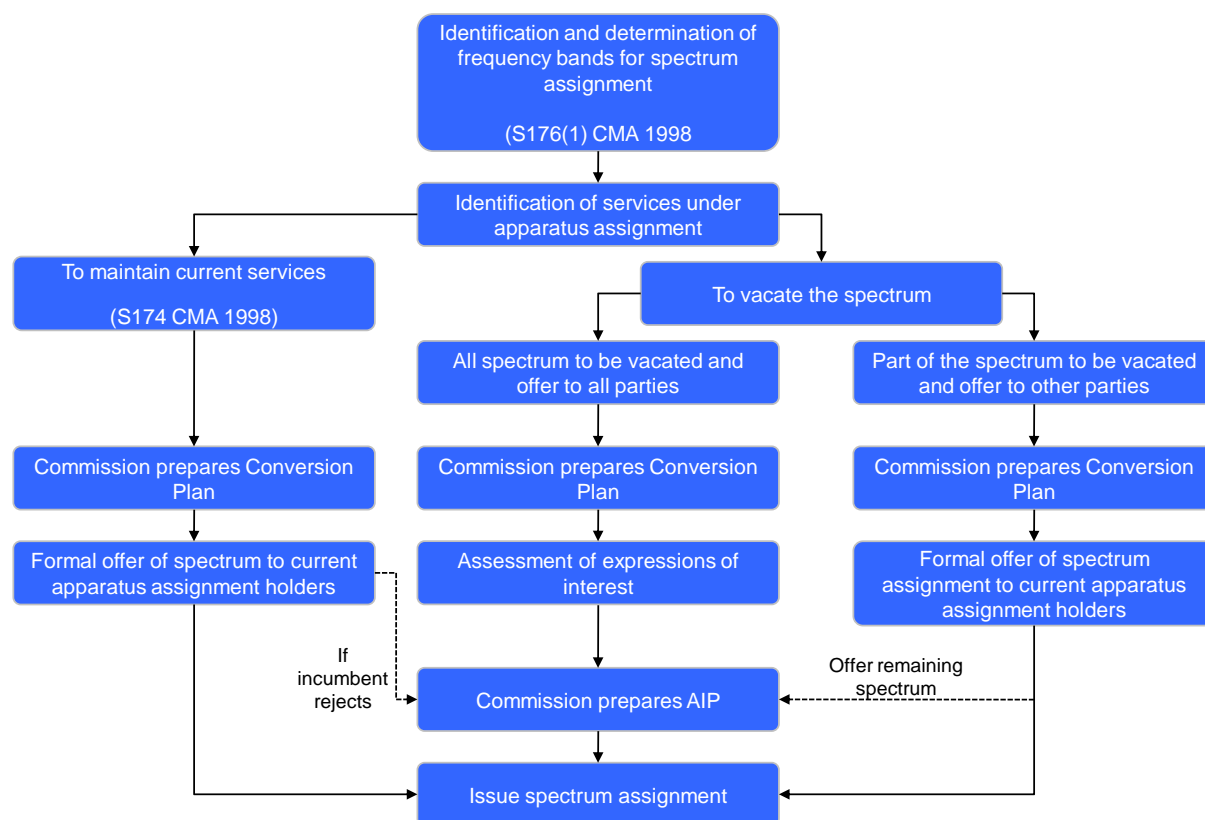 Identification and determination of
frequency bands for spectrum
assignment
(S176(1) CMA 1998
Identification of services under
apparatus assignment
To maintain current services
(S174 CMA 1998)
To vacate the spectrum
All spectrum to be vacated and
offer to all parties
Part of the spectrum to be vacated
and offer to other parties
Commission prepares Conversion
Plan
Commission prepares Conversion
Plan
Commission prepares Conversion
Plan
Formal offer of spectrum to current
apparatus assignment holders
Assessment of expressions of
interest
Formal offer of spectrum
assignment to current apparatus
assignment holders
If
incumbent
rejects
Offer remaining
spectrum
Commission prepares AIP
Issue spectrum assignment